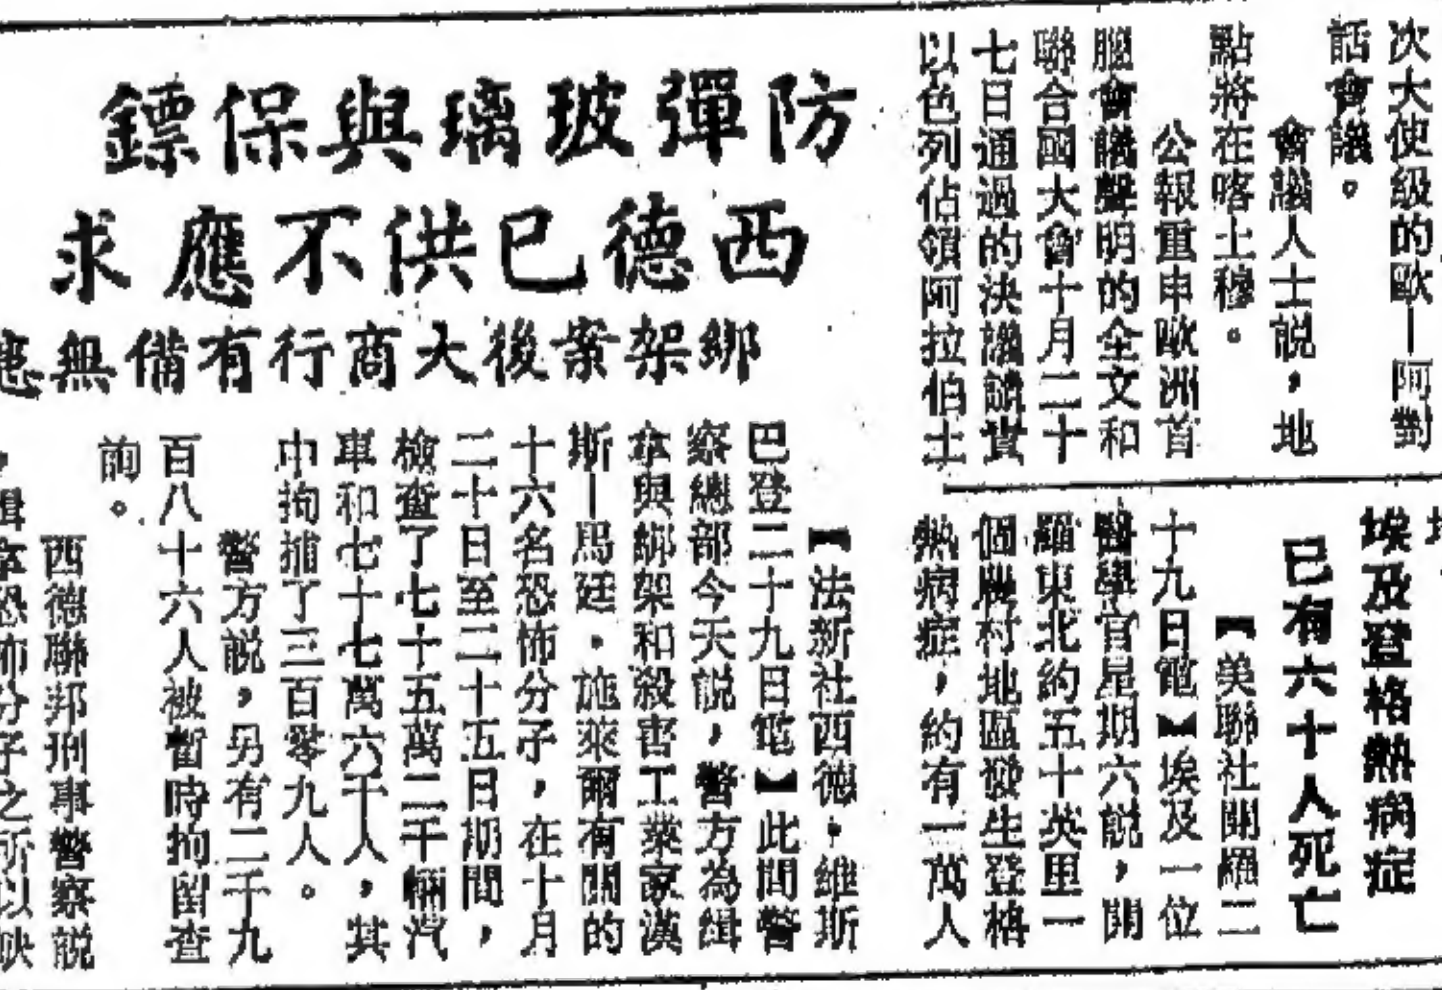 次大使級的歐—阿對
話會議。
會議人士說，地
點將在喀土穆。
公報重申歐洲首
腦會議聲明的全文和
聯合國大會十月二十
七日通過的決議譴責
以色列佔領阿拉伯土
埃及登格熱病症
已有六十人死亡
【美聯社開羅二
十九日電】埃及一位
醫學官星期六說，開
羅東北約五十英里一
個農村地區發生登格
熱病症，約有一萬人
防彈玻璃與保鏢
西德已供不應求
綁架案後大商行有備無患
【法新社西德·維斯
巴登二十九日電】此間警
察總部今天說，警方為緝
拿與綁架和殺害工業家漢
斯—馬廷·施萊爾有關的
十六名恐怖分子，在十月
二十日至二十五日期間，
檢查了七十五萬二千輛汽
車和七十七萬六千人，其
中拘捕了三百零九人。
警方說，另有二千九
百八十六人被暫時拘留查
詢。
西德聯邦刑事警察說
，緝拿恐怖分子之所以缺